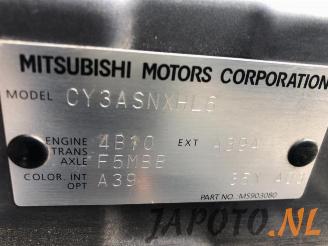 MITSUBISHI MOTORS CORPORATION
MODEL CY3ASNXHL6
ENGINE 4B10 EXT
TRANS AXLE F5MBB
COLOR. INT OPT A39
PART NO. MS903080
JAPOTO.NL